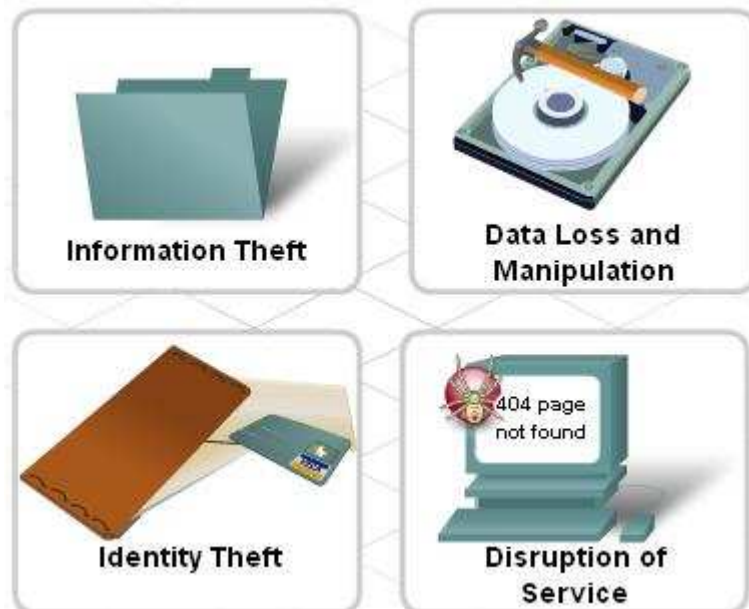 Information Theft
Data Loss and
Manipulation
Identity Theft
404 page
not found
Disruption of
Service